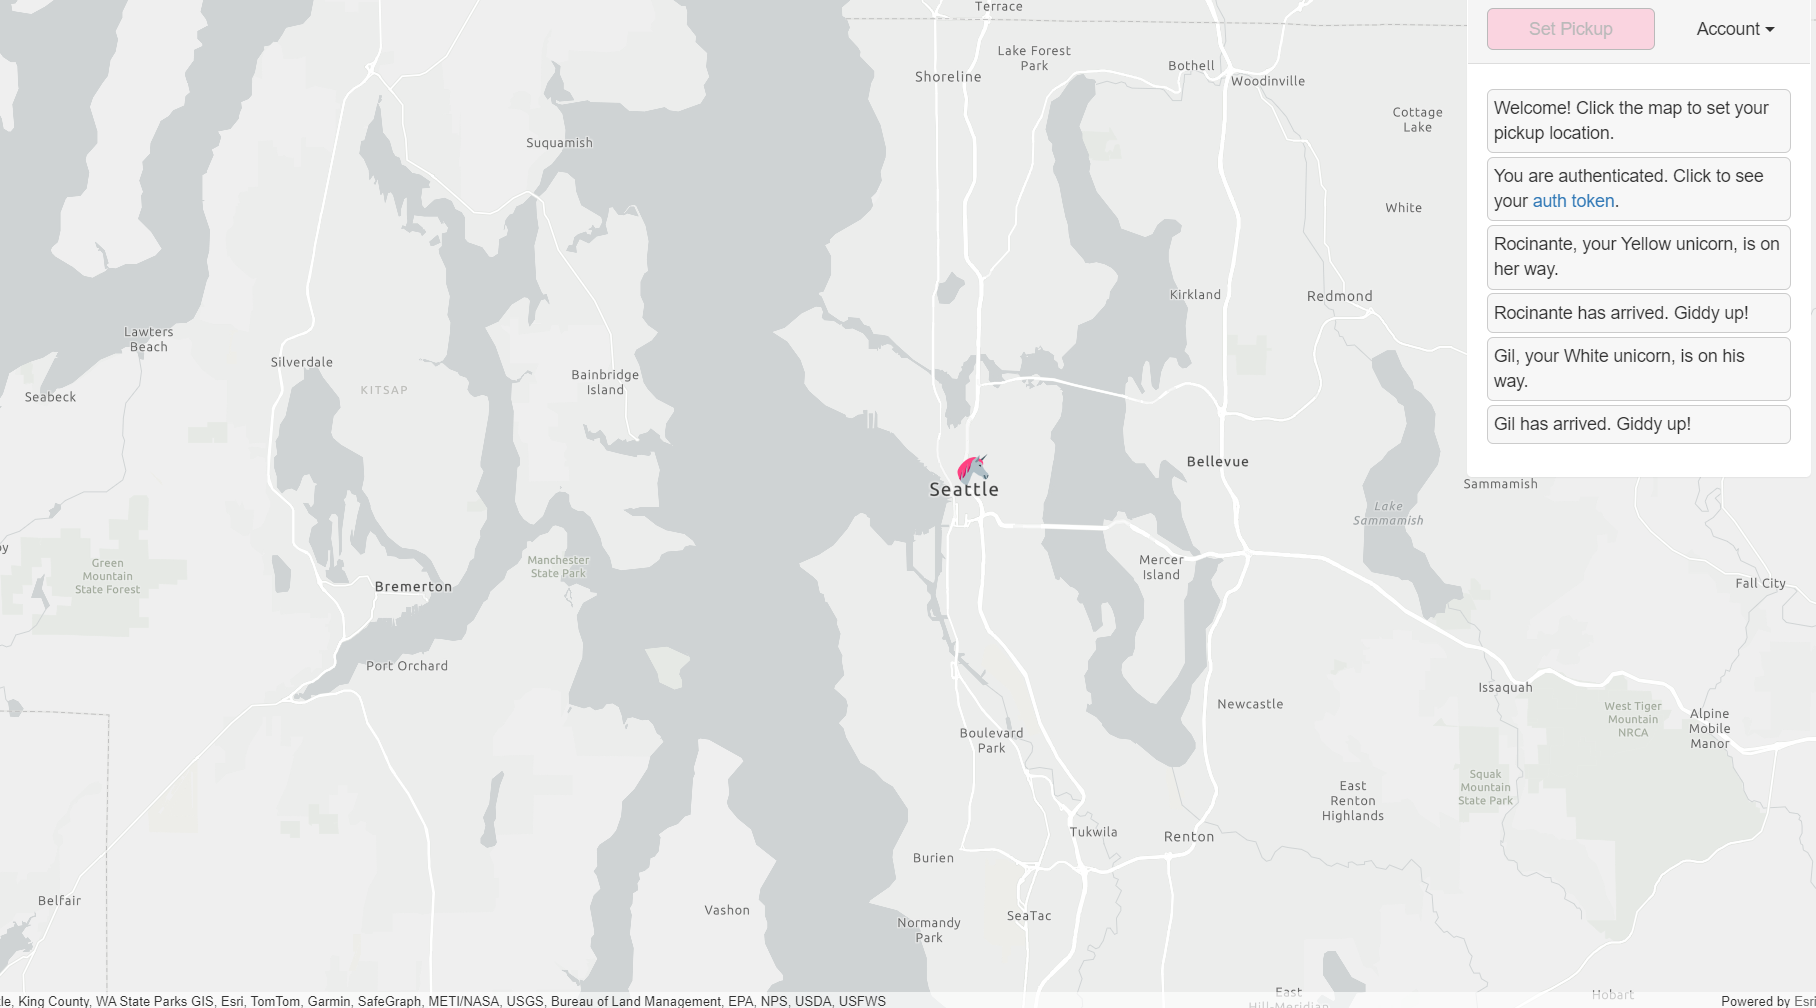 Set Pickup
Account
Welcome! Click the map to set your
pickup location.
You are authenticated. Click to see
your auth token.
Rocinante, your Yellow unicorn, is on
her way.
Rocinante has arrived. Giddy up!
Gil, your White unicorn, is on his
way.
Gil has arrived. Giddy up!
Terrace
Lake Forest
Park
Shoreline
Bothell
Woodinville
Cottage
Lake
Suquamish
White
Kirkland
Redmond
Lawters
Beach
Silverdale
KITSAP
Bainbridge
Island
Seabeck
Bellevue
Seattle
Sammamish
Lake
Sammamish
Green
Mountain
State Forest
Manchester
State Park
Mercer
Island
Bremerton
Fall City
Port Orchard
Issaquah
Newcastle
West Tiger
Mountain
NRCA
Alpine
Mobile
Manor
Boulevard
Park
Squak
Mountain
State Park
East
Renton
Highlands
Tukwila
Renton
Burien
Belfair
Vashon
Normandy
Park
SeaTac
East
Hill-Meridian
Hobart
King County, WA State Parks GIS, Esri, TomTom, Garmin, SafeGraph, METI/NASA, USGS, Bureau of Land Management, EPA, NPS, USDA, USFWS
Powered by Esri